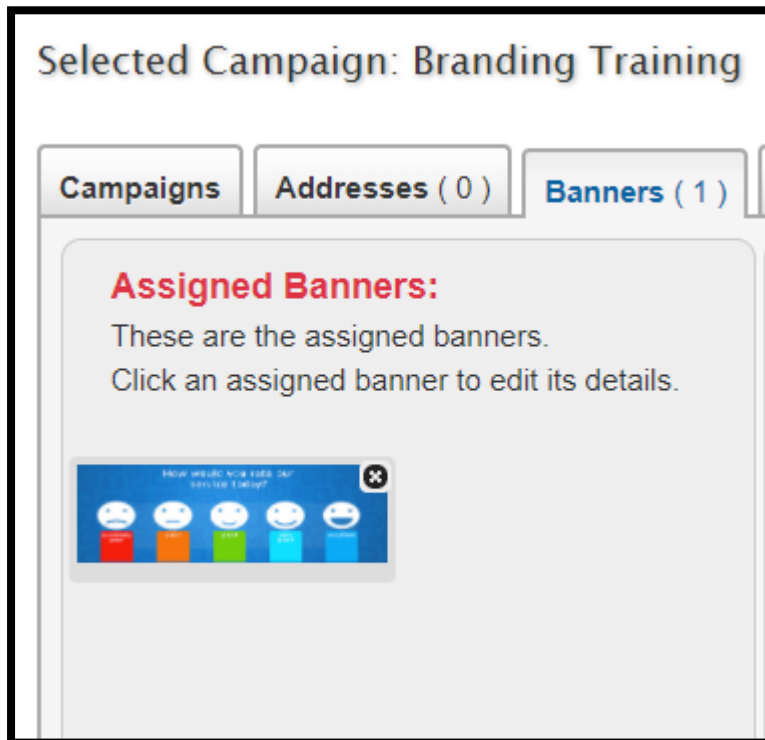 Selected Campaign: Branding Training
Campaigns
Addresses ( 0 )
Banners ( 1 )
Assigned Banners:
These are the assigned banners.
Click an assigned banner to edit its details.
How would you rate our
service today?